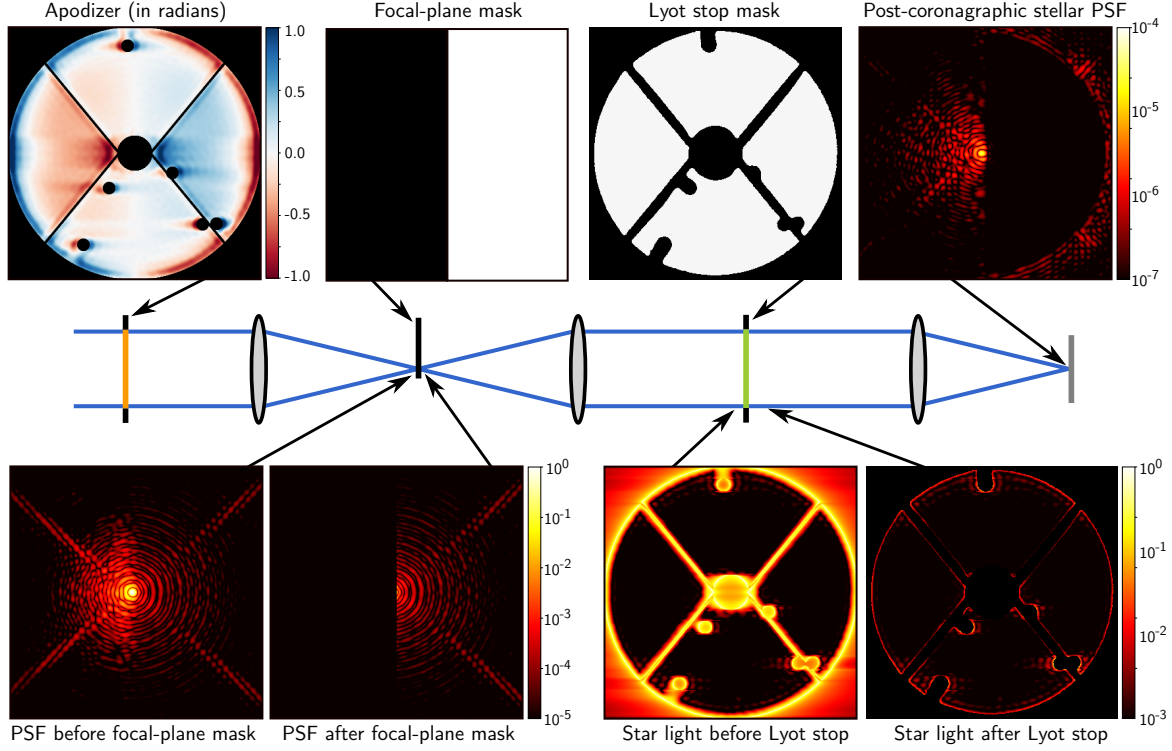 Apodizer (in radians)
Focal-plane mask
Lyot stop mask
Post-coronagraphic stellar PSF
1.0
0.5
0.0
-0.5
-1.0
10^-4
10^-5
10^-6
10^-7
10^0
10^-1
10^-2
10^-3
10^-4
10^-5
10^0
10^-1
10^-2
10^-3
PSF before focal-plane mask
PSF after focal-plane mask
Star light before Lyot stop
Star light after Lyot stop